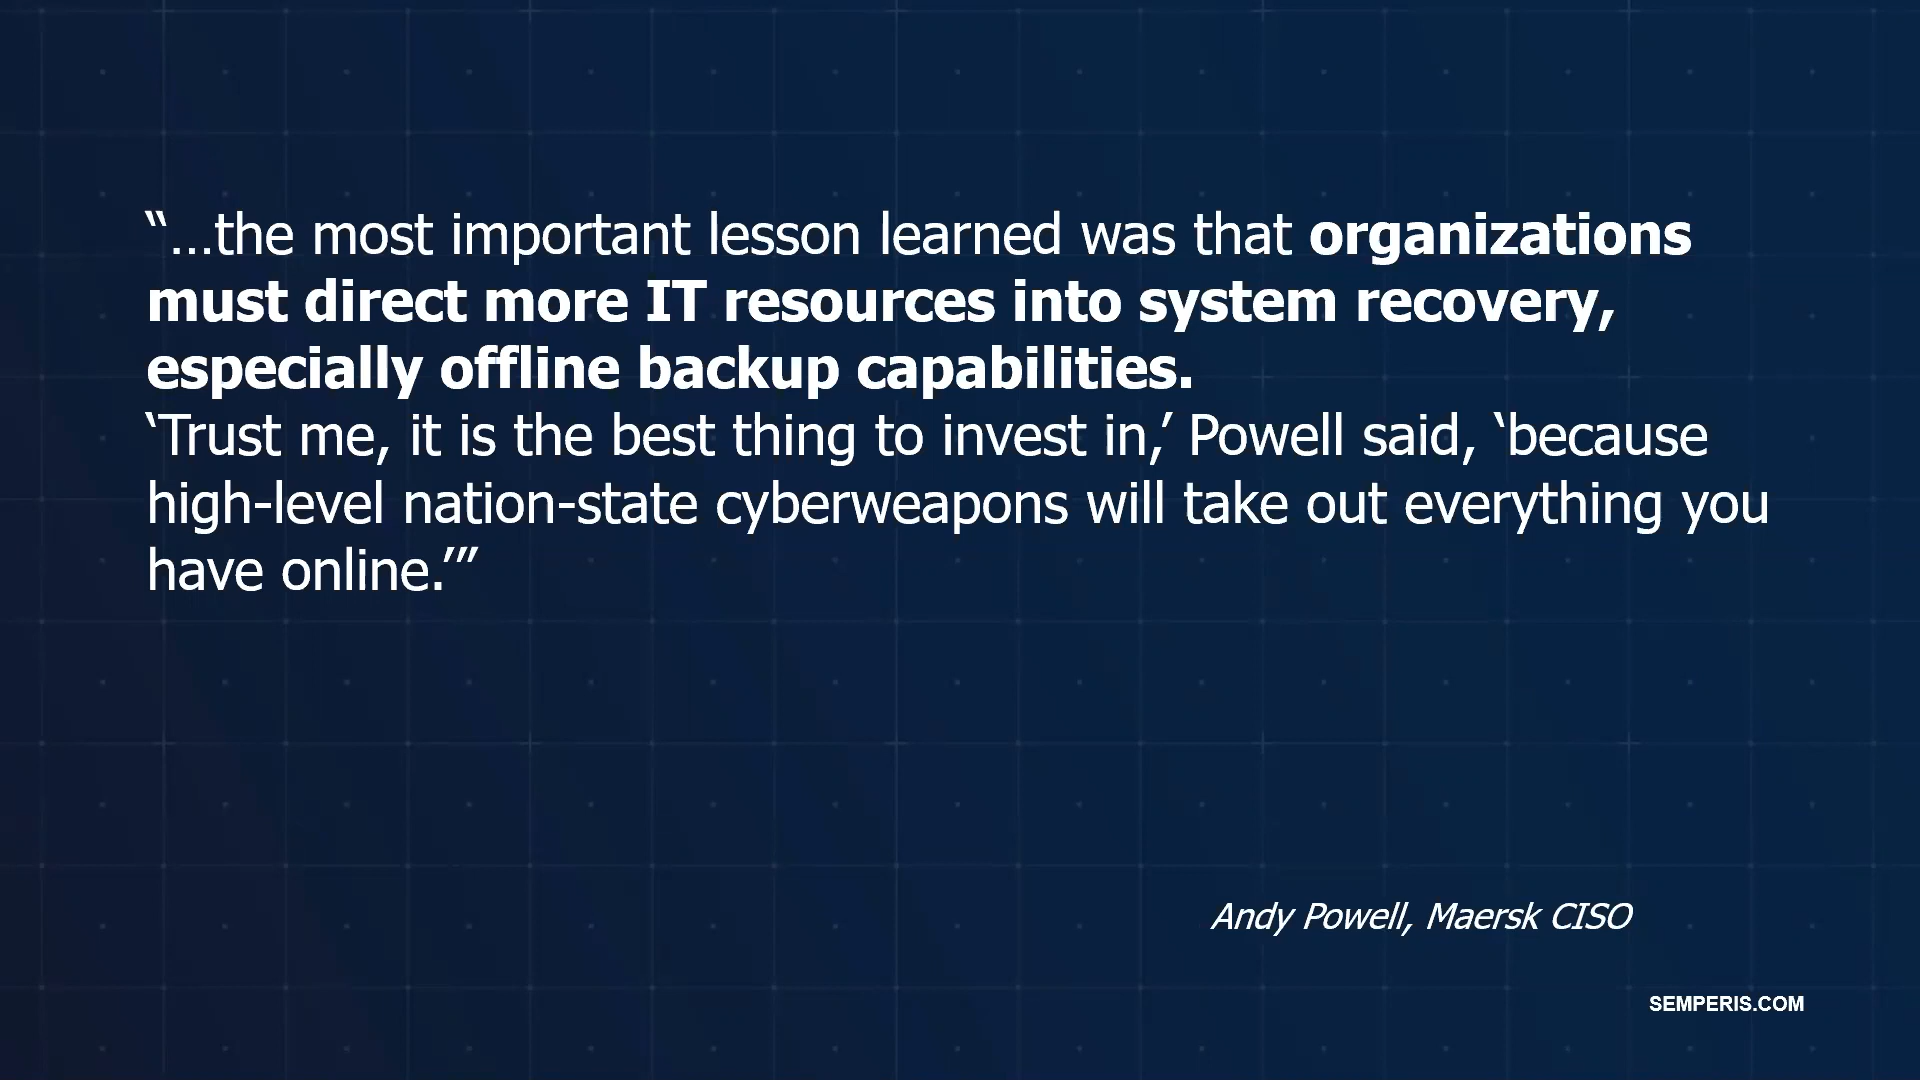 “…the most important lesson learned was that organizations
must direct more IT resources into system recovery,
especially offline backup capabilities.
‘Trust me, it is the best thing to invest in,’ Powell said, ‘because
high-level nation-state cyberweapons will take out everything you
have online.’”
Andy Powell, Maersk CISO
SEMPERIS.COM